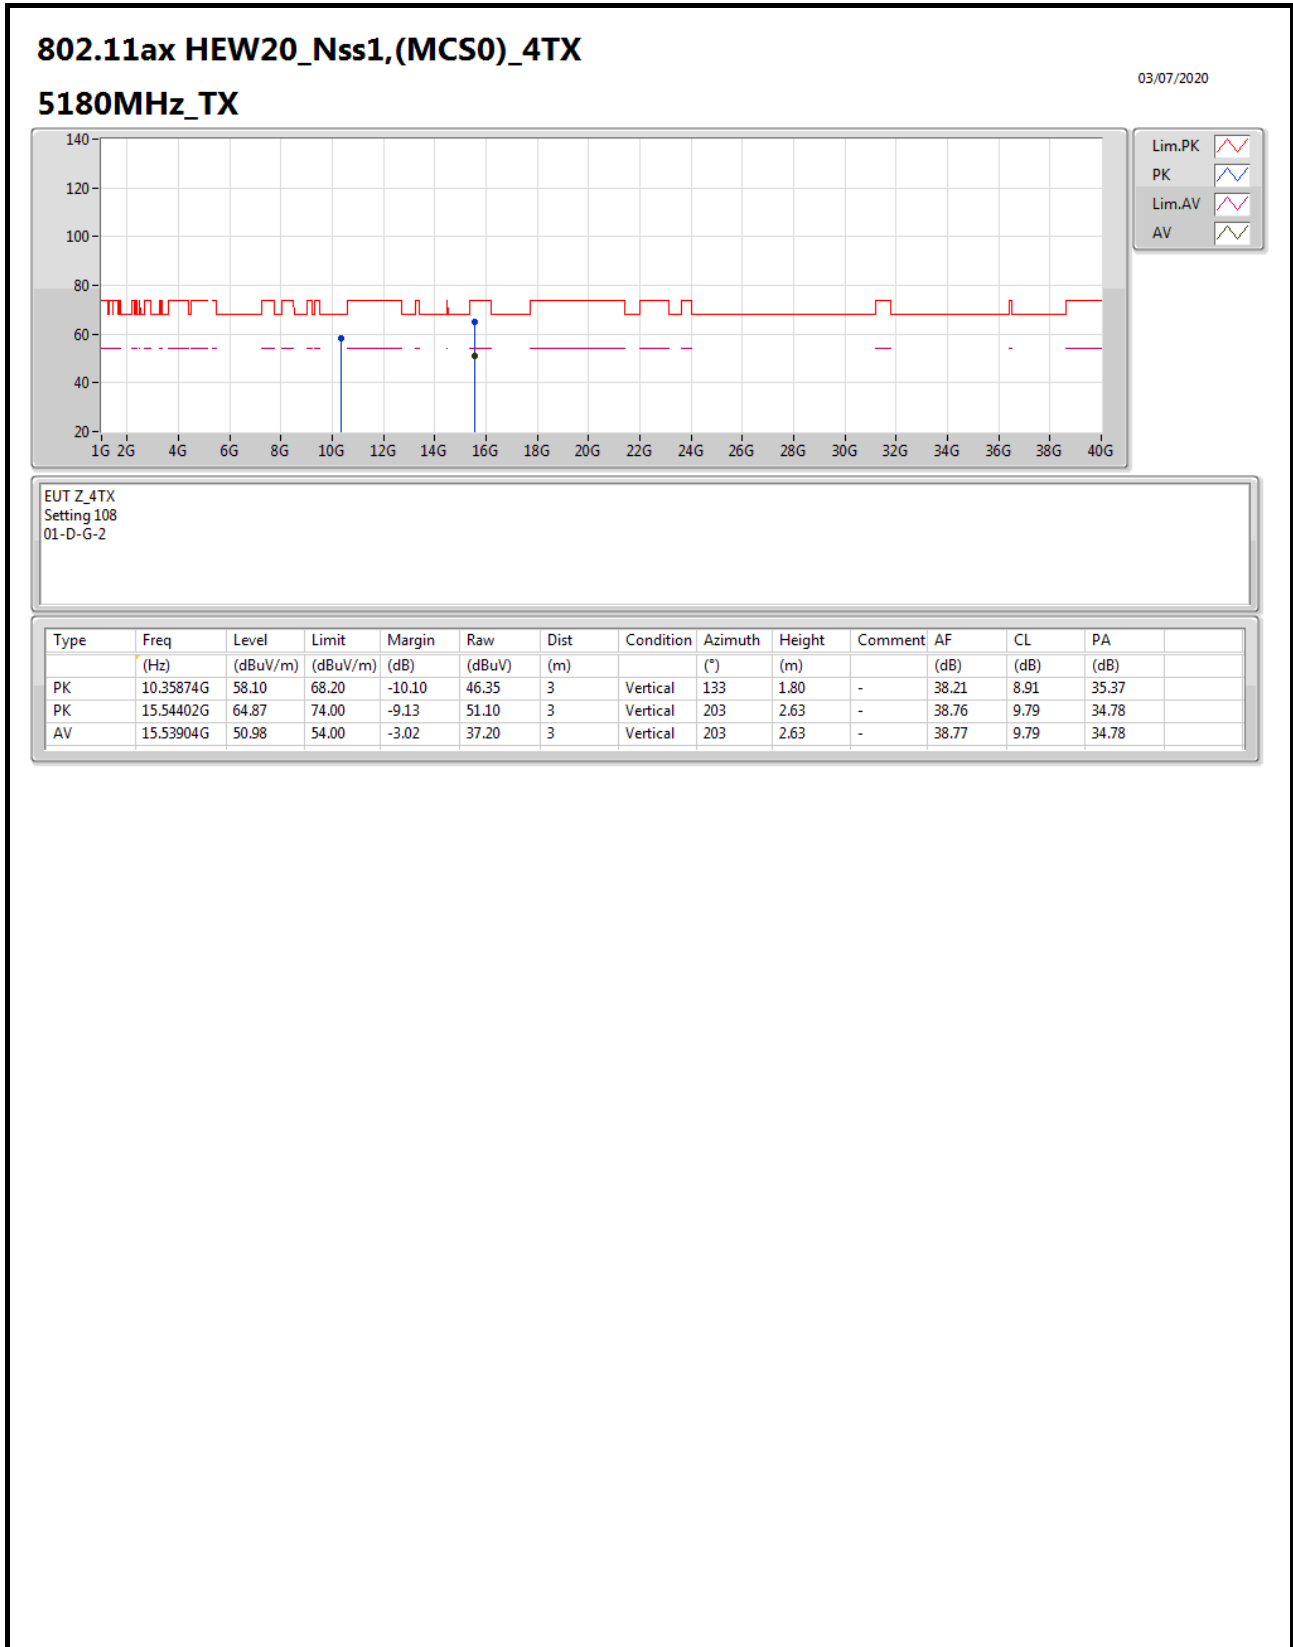 802.11ax HEW20_Nss1,(MCS0)_4TX
03/07/2020
5180MHz_TX
140
120
100
80
60
40
20
1G 2G 4G 6G 8G 10G 12G 14G 16G 18G 20G 22G 24G 26G 28G 30G 32G 34G 36G 38G 40G
Lim.PK
PK
Lim.AV
AV
EUT Z_4TX
Setting 108
01-D-G-2
Type Freq Level Limit Margin Raw Dist Condition Azimuth Height Comment AF CL PA
(Hz) (dBuV/m) (dBuV/m) (dB) (dBuV) (m) (°) (m) (dB) (dB) (dB)
PK 10.35874G 58.10 68.20 -10.10 46.35 3 Vertical 133 1.80 - 38.21 8.91 35.37
PK 15.54402G 64.87 74.00 -9.13 51.10 3 Vertical 203 2.63 - 38.76 9.79 34.78
AV 15.53904G 50.98 54.00 -3.02 37.20 3 Vertical 203 2.63 - 38.77 9.79 34.78